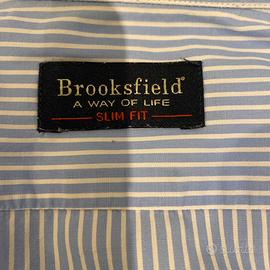 Brooksfield®
A WAY OF LIFE
SLIM FIT